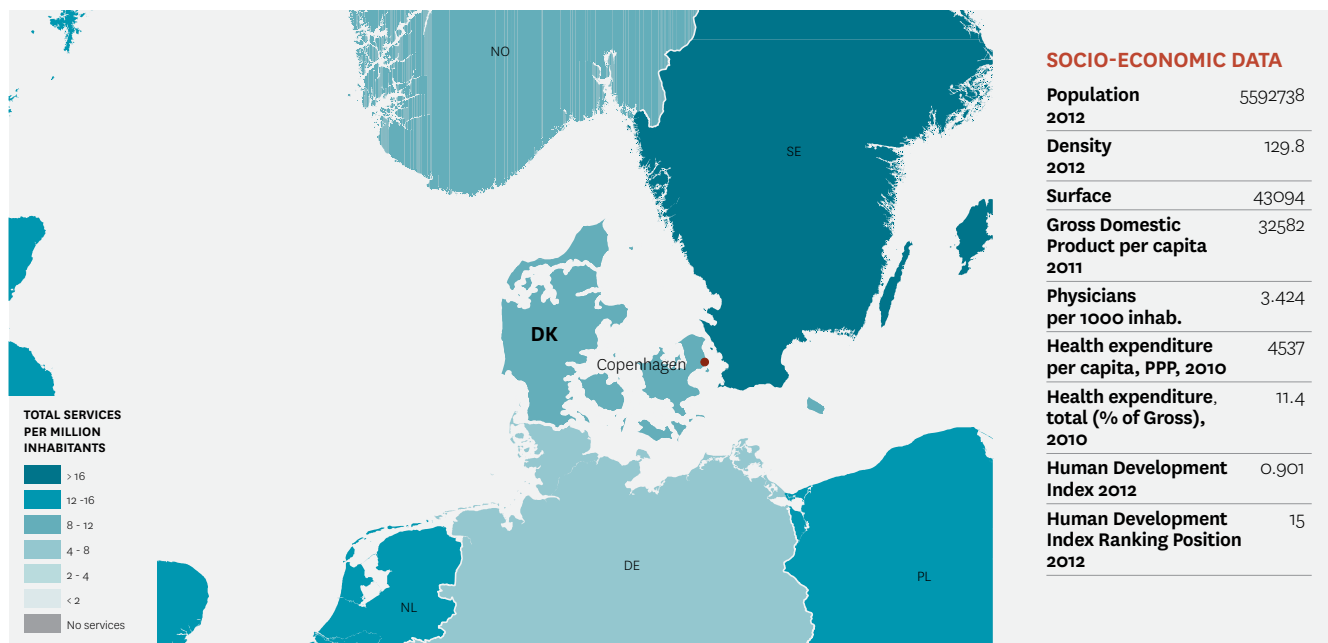 NO
SE
DK
Copenhagen
DE
PL
NL
TOTAL SERVICES
PER MILLION
INHABITANTS
> 16
12 -16
8 - 12
4 - 8
2 - 4
< 2
No services
SOCIO-ECONOMIC DATA
Population 5592738
2012
Density 129.8
2012
Surface 43094
Gross Domestic 32582
Product per capita
2011
Physicians 3.424
per 1000 inhab.
Health expenditure 4537
per capita, PPP, 2010
Health expenditure, 11.4
total (% of Gross),
2010
Human Development 0.901
Index 2012
Human Development 15
Index Ranking Position
2012